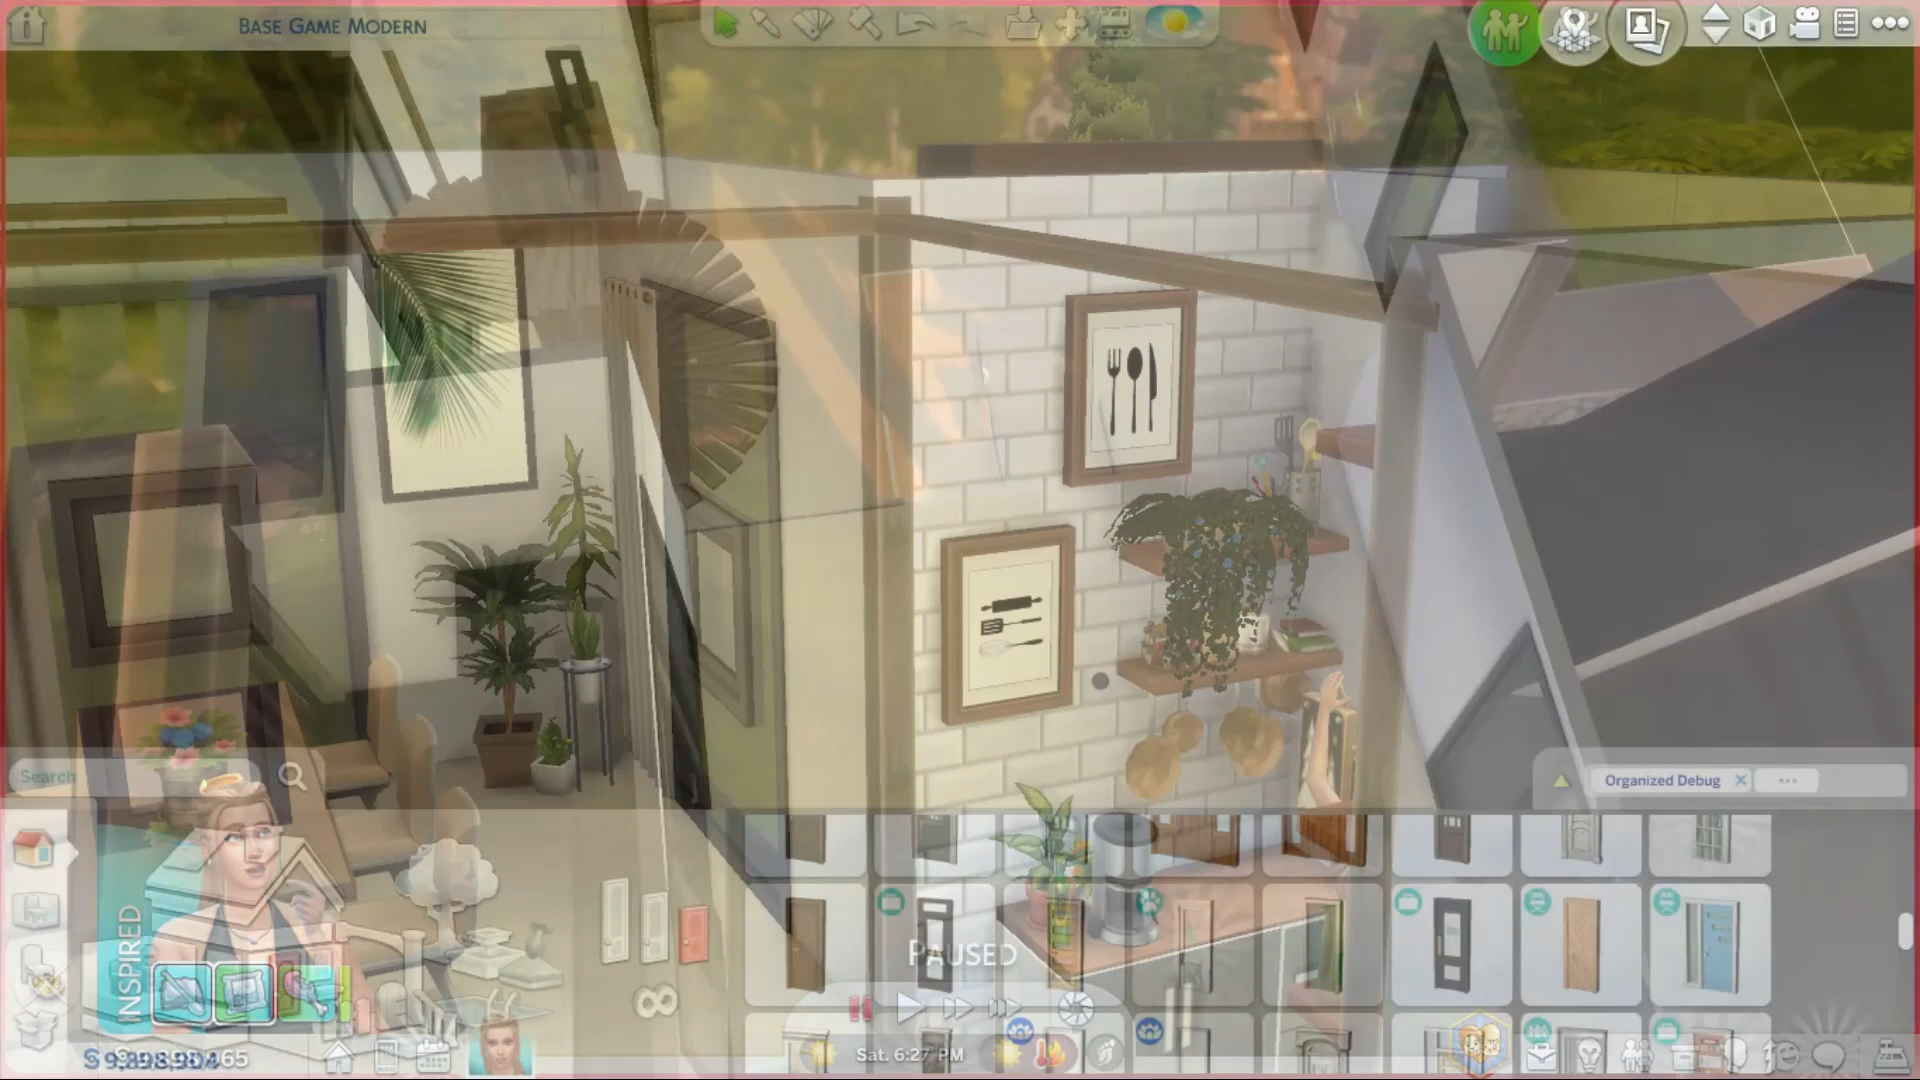 BASE GAME MODERN
Search
Organized Debug
INSPIRED
PAUSED
Sat. 6:27 PM